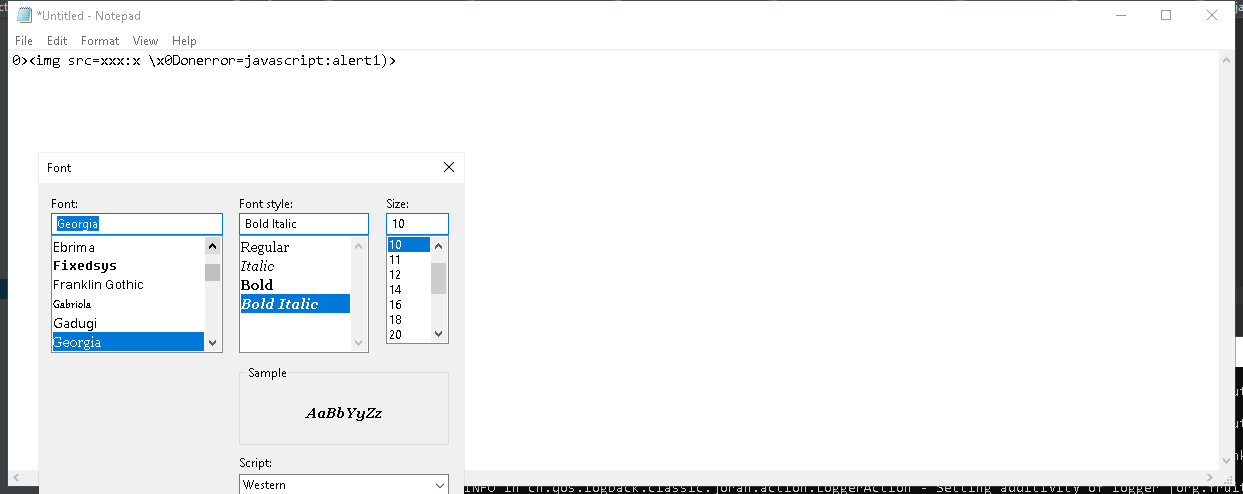 *Untitled - Notepad
File Edit Format View Help
0><img src=xxx:x \x0Donerror=javascript:alert1)>
Font
Font: Font style: Size:
Georgia Bold Italic 10
Ebrima Regular 10
Fixedsys Italic 11
Franklin Gothic Bold 12
Gabriola Bold Italic 14
Gadugi 16
Georgia 18
20
Sample
AaBbYyZz
Script:
Western
INFO in ch.qos.logback.classic.joran.action.LoggerAction - Setting additivity of logger